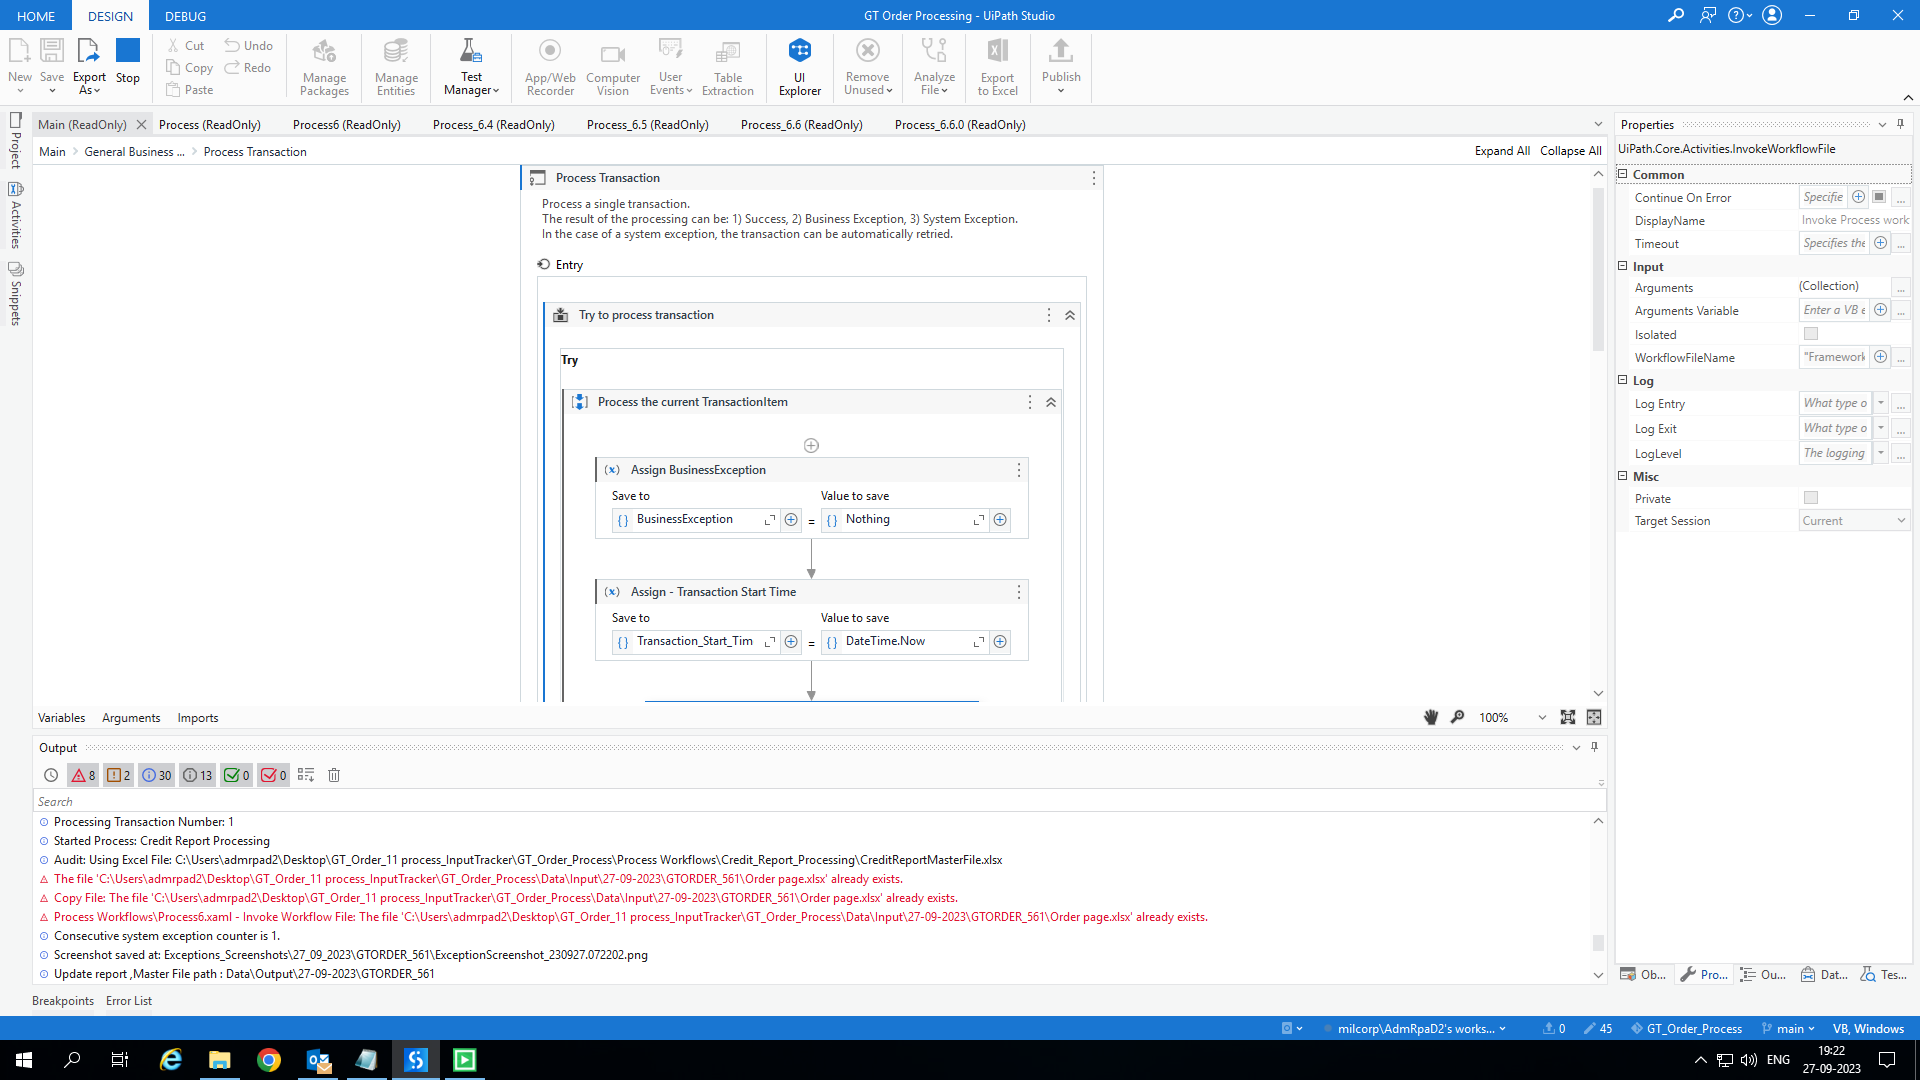 HOME DESIGN DEBUG GT Order Processing - UiPath Studio
New Save Export As Stop Cut Copy Paste Undo Redo Manage Packages Manage Entities Test Manager App/Web Recorder Computer Vision User Events Table Extraction UI Explorer Remove Unused Analyze File Export to Excel Publish
Main (ReadOnly) Process (ReadOnly) Process6 (ReadOnly) Process_6.4 (ReadOnly) Process_6.5 (ReadOnly) Process_6.6 (ReadOnly) Process_6.6.0 (ReadOnly)
Main > General Business ... > Process Transaction Expand All Collapse All
Project
Activities
Snippets
Process Transaction
Process a single transaction.
The result of the processing can be: 1) Success, 2) Business Exception, 3) System Exception.
In the case of a system exception, the transaction can be automatically retried.
Entry
Try to process transaction
Try
Process the current TransactionItem
Assign BusinessException
Save to Value to save
BusinessException = Nothing
Assign - Transaction Start Time
Save to Value to save
Transaction_Start_Tim = DateTime.Now
Variables Arguments Imports 100%
Properties
UiPath.Core.Activities.InvokeWorkflowFile
Common
Continue On Error Specifie ...
DisplayName Invoke Process work
Timeout Specifies the ...
Input
Arguments (Collection) ...
Arguments Variable Enter a VB e ...
Isolated
WorkflowFileName "Framework ...
Log
Log Entry What type o ...
Log Exit What type o ...
LogLevel The logging ...
Misc
Private
Target Session Current
Ob... Pro... Ou... Dat... Tes...
Output
8 2 30 13 0 0
Search
Processing Transaction Number: 1
Started Process: Credit Report Processing
Audit: Using Excel File: C:\Users\admrpad2\Desktop\GT_Order_11 process_InputTracker\GT_Order_Process\Process Workflows\Credit_Report_Processing\CreditReportMasterFile.xlsx
The file 'C:\Users\admrpad2\Desktop\GT_Order_11 process_InputTracker\GT_Order_Process\Data\Input\27-09-2023\GTORDER_561\Order page.xlsx' already exists.
Copy File: The file 'C:\Users\admrpad2\Desktop\GT_Order_11 process_InputTracker\GT_Order_Process\Data\Input\27-09-2023\GTORDER_561\Order page.xlsx' already exists.
Process Workflows\Process6.xaml - Invoke Workflow File: The file 'C:\Users\admrpad2\Desktop\GT_Order_11 process_InputTracker\GT_Order_Process\Data\Input\27-09-2023\GTORDER_561\Order page.xlsx' already exists.
Consecutive system exception counter is 1.
Screenshot saved at: Exceptions_Screenshots\27_09_2023\GTORDER_561\ExceptionScreenshot_230927.072202.png
Update report ,Master File path : Data\Output\27-09-2023\GTORDER_561
Breakpoints Error List
milcorp\AdmRpaD2's works... 0 45 GT_Order_Process main VB, Windows
ENG 19:22
27-09-2023